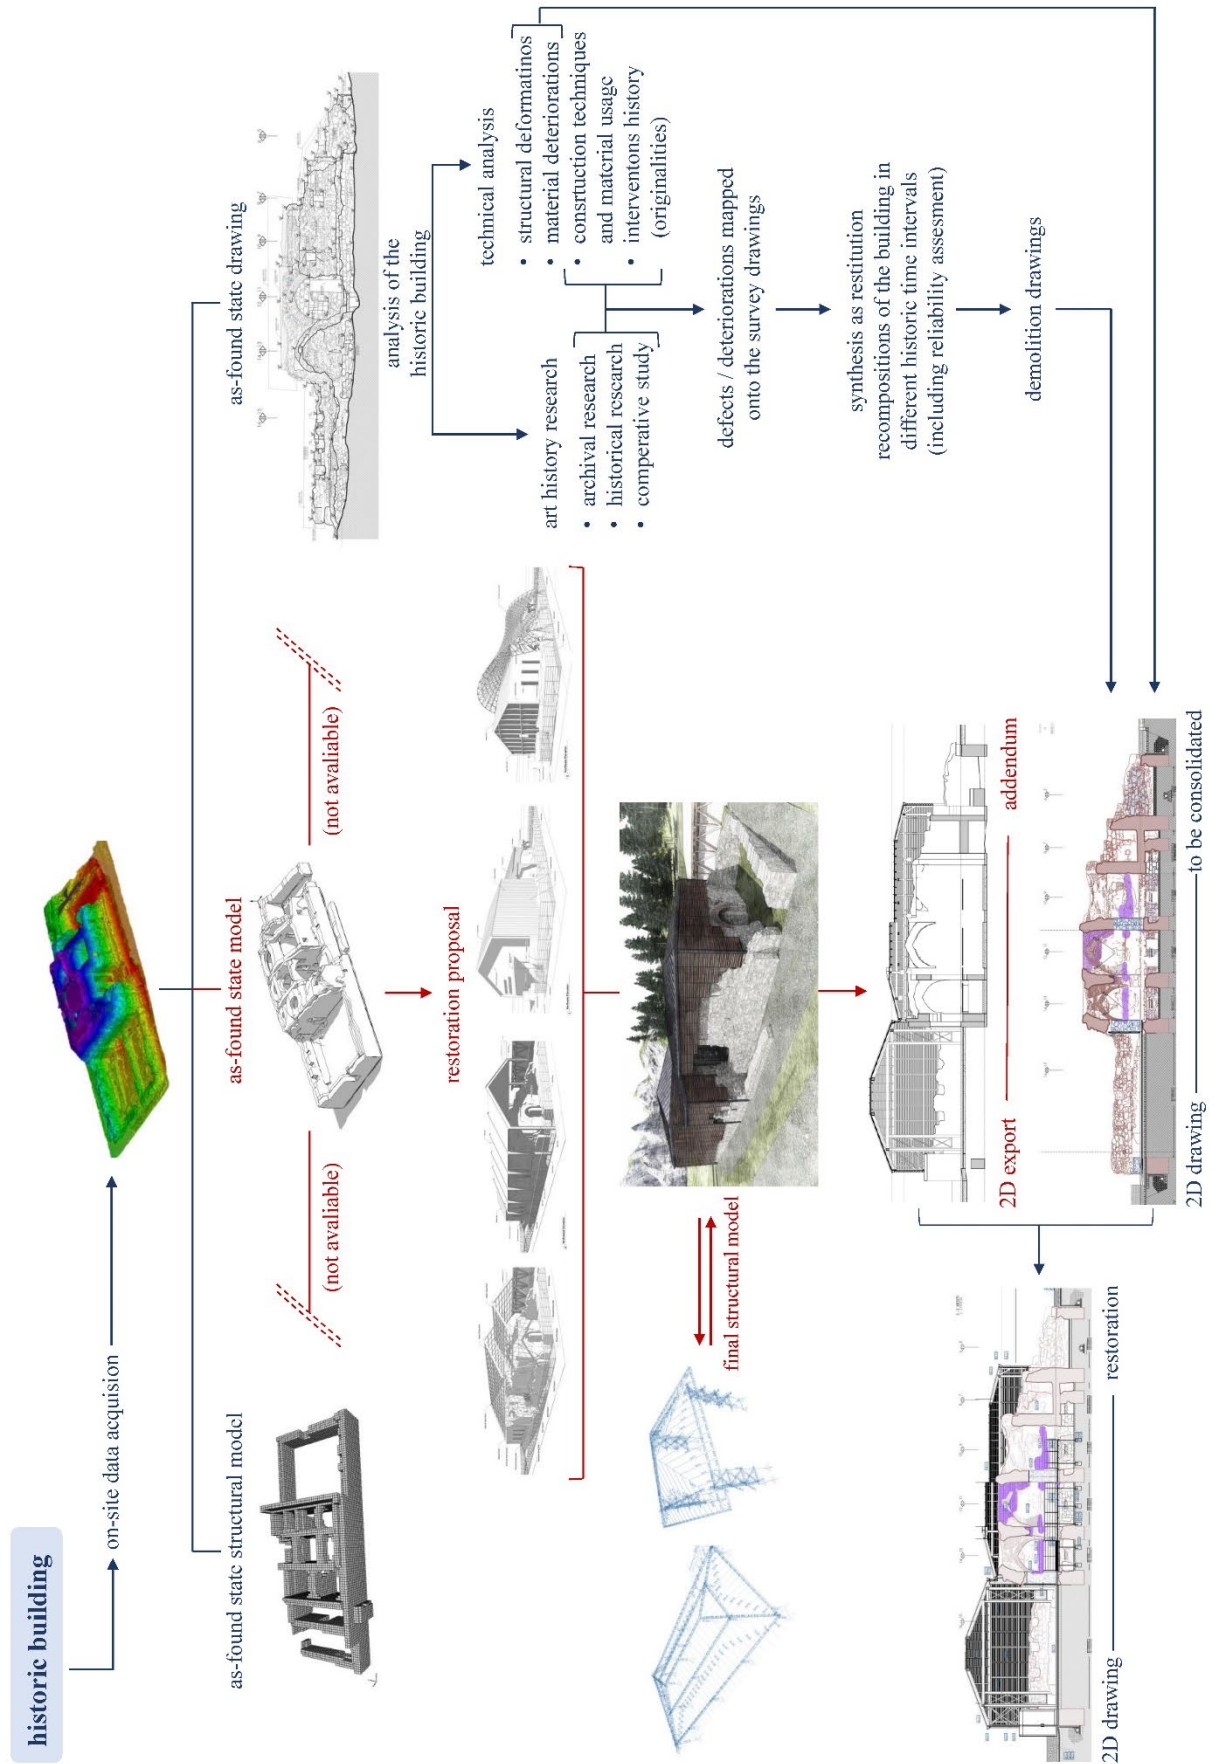 historic building
on-site data acquision
as-found state structural model
as-found state model
as-found state drawing
(not avaliable)
(not avaliable)
analysis of the
historic building
restoration proposal
art history research
• archival research
• historical research
• comperative study
technical analysis
• structural deformatinos
• material deteriorations
• consrtuction techniques
and material usage
• interventons history
(originalities)
defects / deteriorations mapped
onto the survey drawings
synthesis as restitution
recompositions of the building in
different historic time intervals
(including reliability assesment)
demolition drawings
final structural model
2D export
addendum
2D drawing
to be consolidated
2D drawing
restoration